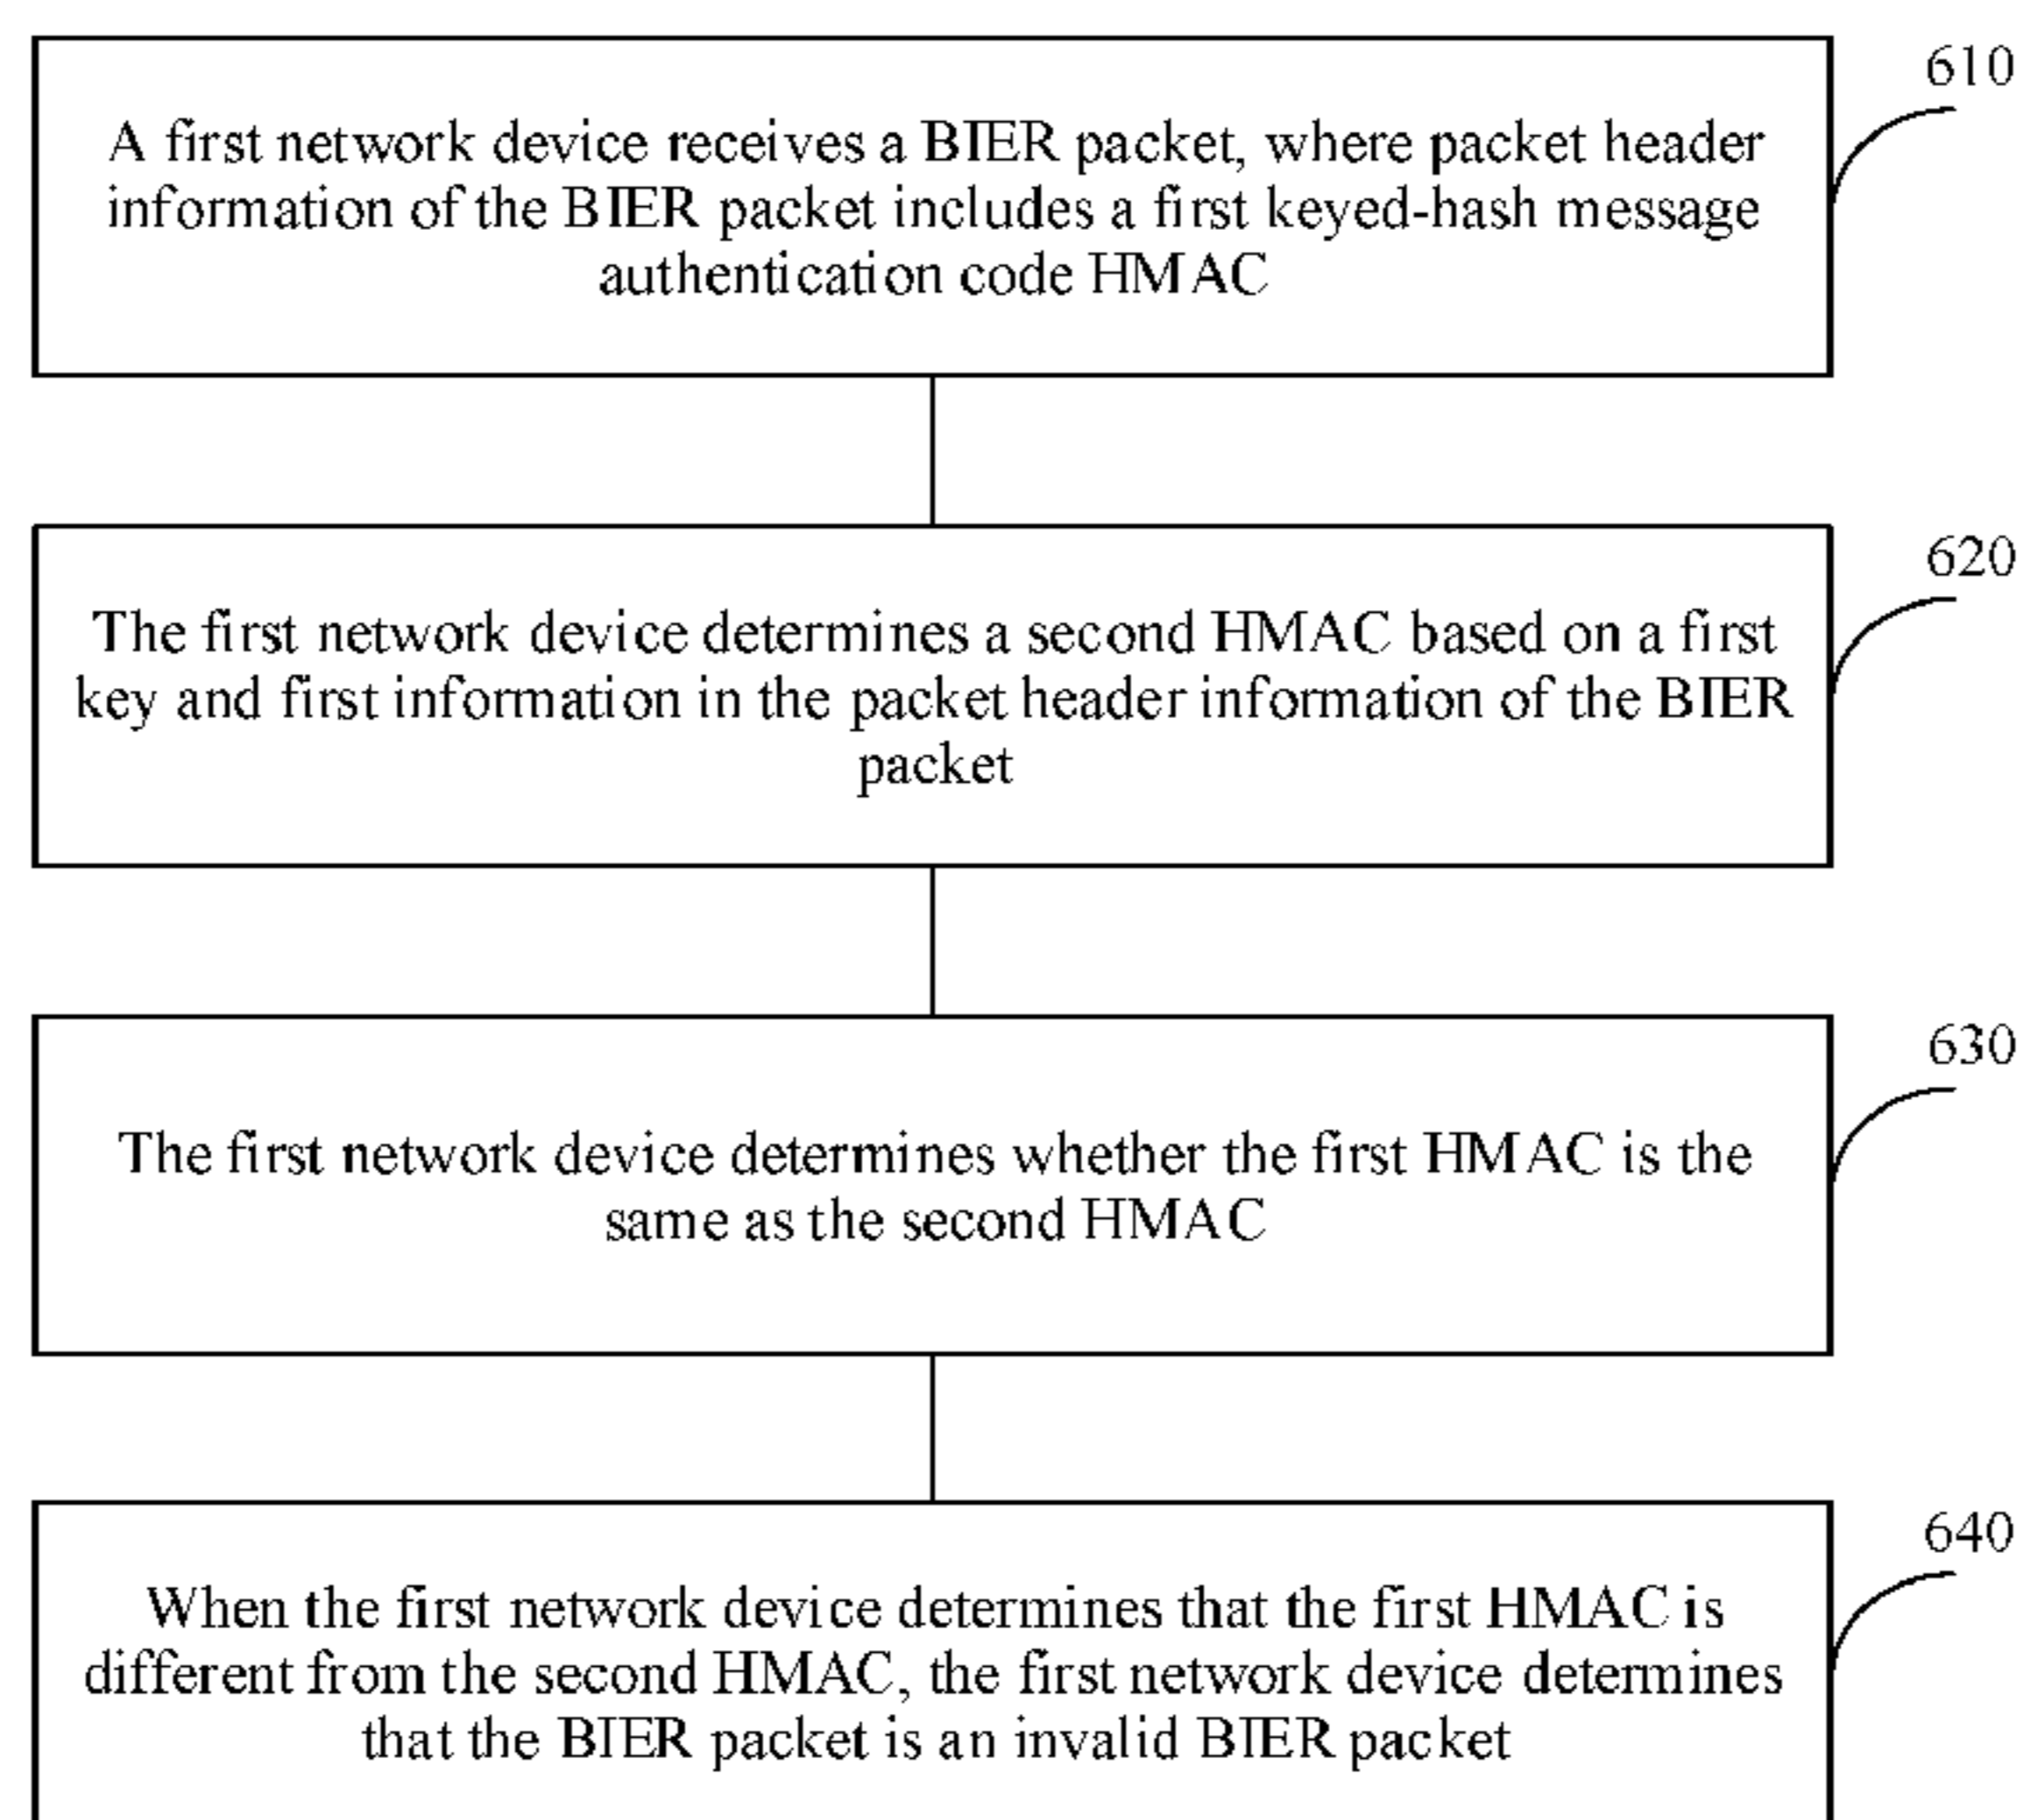 610
A first network device receives a BIER packet, where packet header
information of the BIER packet includes a first keyed-hash message
authentication code HMAC
620
The first network device determines a second HMAC based on a first
key and first information in the packet header information of the BIER
packet
630
The first network device determines whether the first HMAC is the
same as the second HMAC
640
When the first network device determines that the first HMAC is
different from the second HMAC, the first network device determines
that the BIER packet is an invalid BIER packet